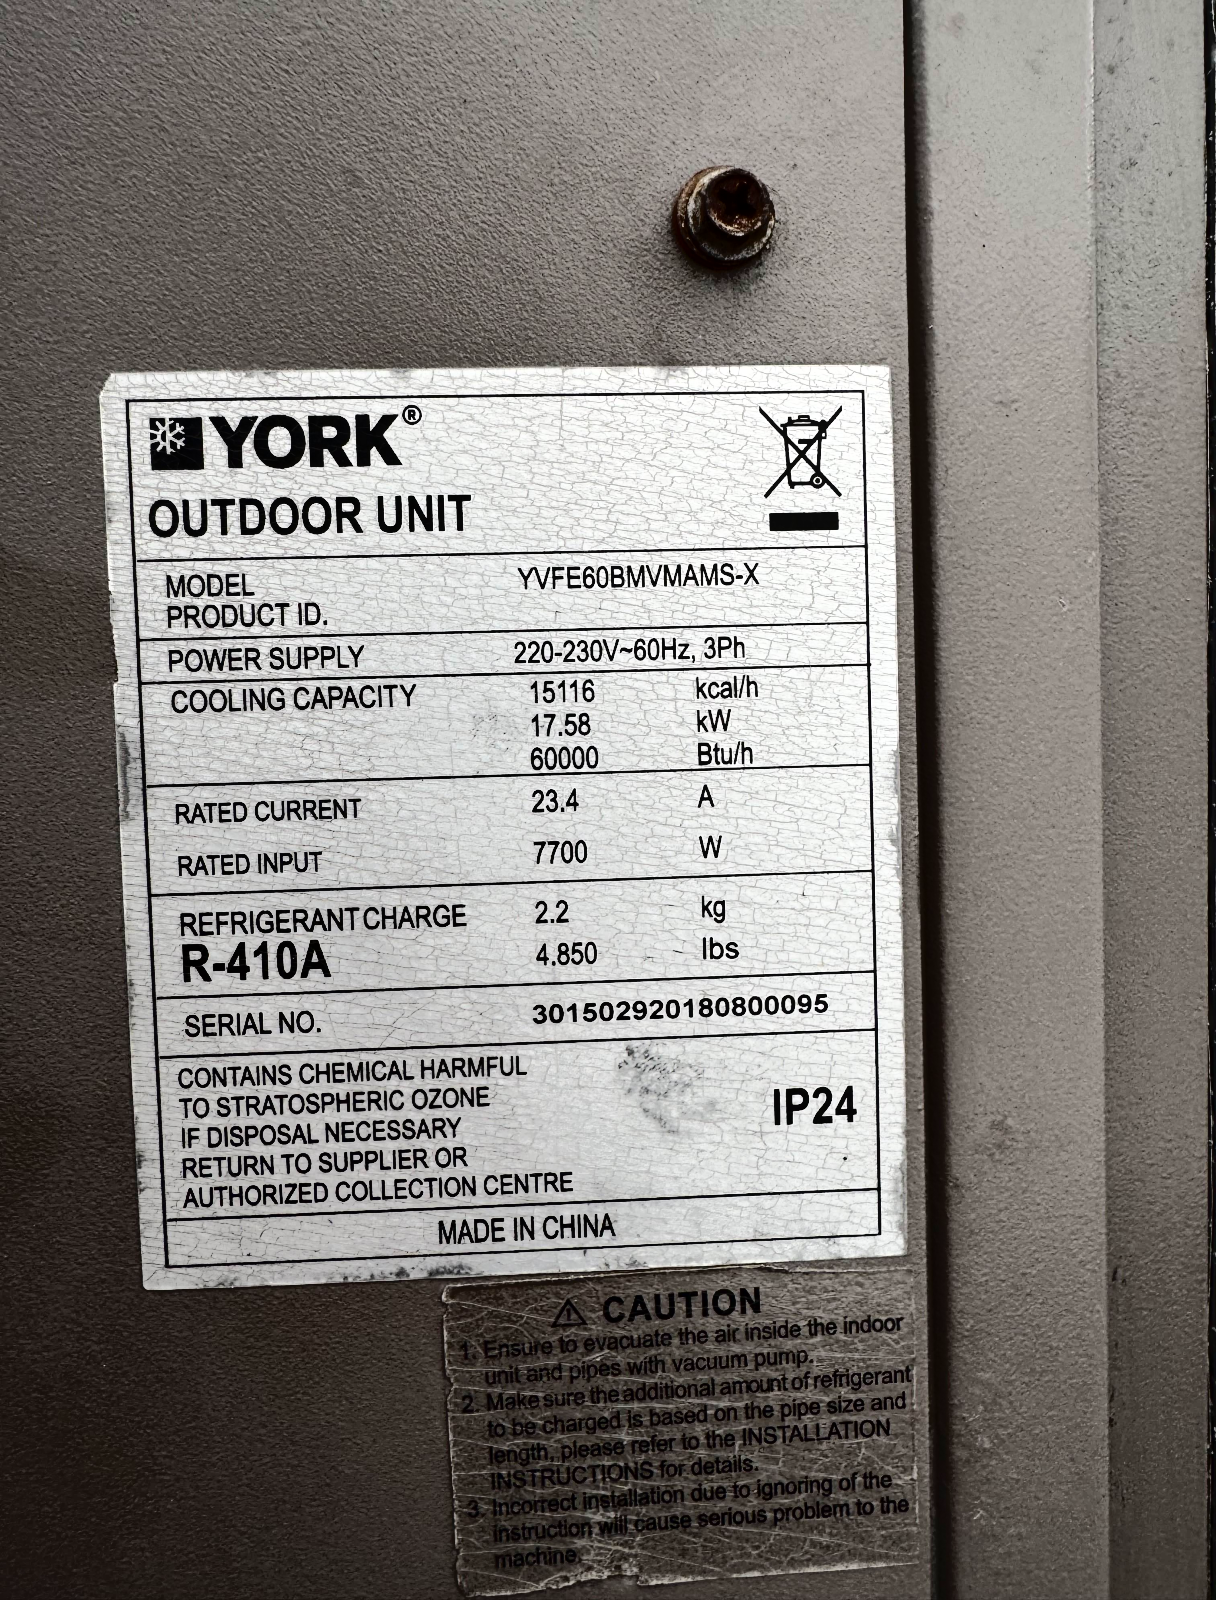 YORK®
OUTDOOR UNIT
MODEL YVFE60BMVMAMS-X
PRODUCT ID.
POWER SUPPLY 220-230V~60Hz, 3Ph
COOLING CAPACITY 15116 kcal/h
17.58 kW
60000 Btu/h
RATED CURRENT 23.4 A
RATED INPUT 7700 W
REFRIGERANT CHARGE 2.2 kg
R-410A 4.850 lbs
SERIAL NO. 301502920180800095
CONTAINS CHEMICAL HARMFUL
TO STRATOSPHERIC OZONE
IF DISPOSAL NECESSARY
RETURN TO SUPPLIER OR
AUTHORIZED COLLECTION CENTRE
IP24
MADE IN CHINA
CAUTION
1. Ensure to evacuate the air inside the indoor
unit and pipes with vacuum pump.
2. Make sure the additional amount of refrigerant
to be charged is based on the pipe size and
length, please refer to the INSTALLATION
INSTRUCTIONS for details.
3. Incorrect installation due to ignoring of the
instruction will cause serious problem to the
machine.